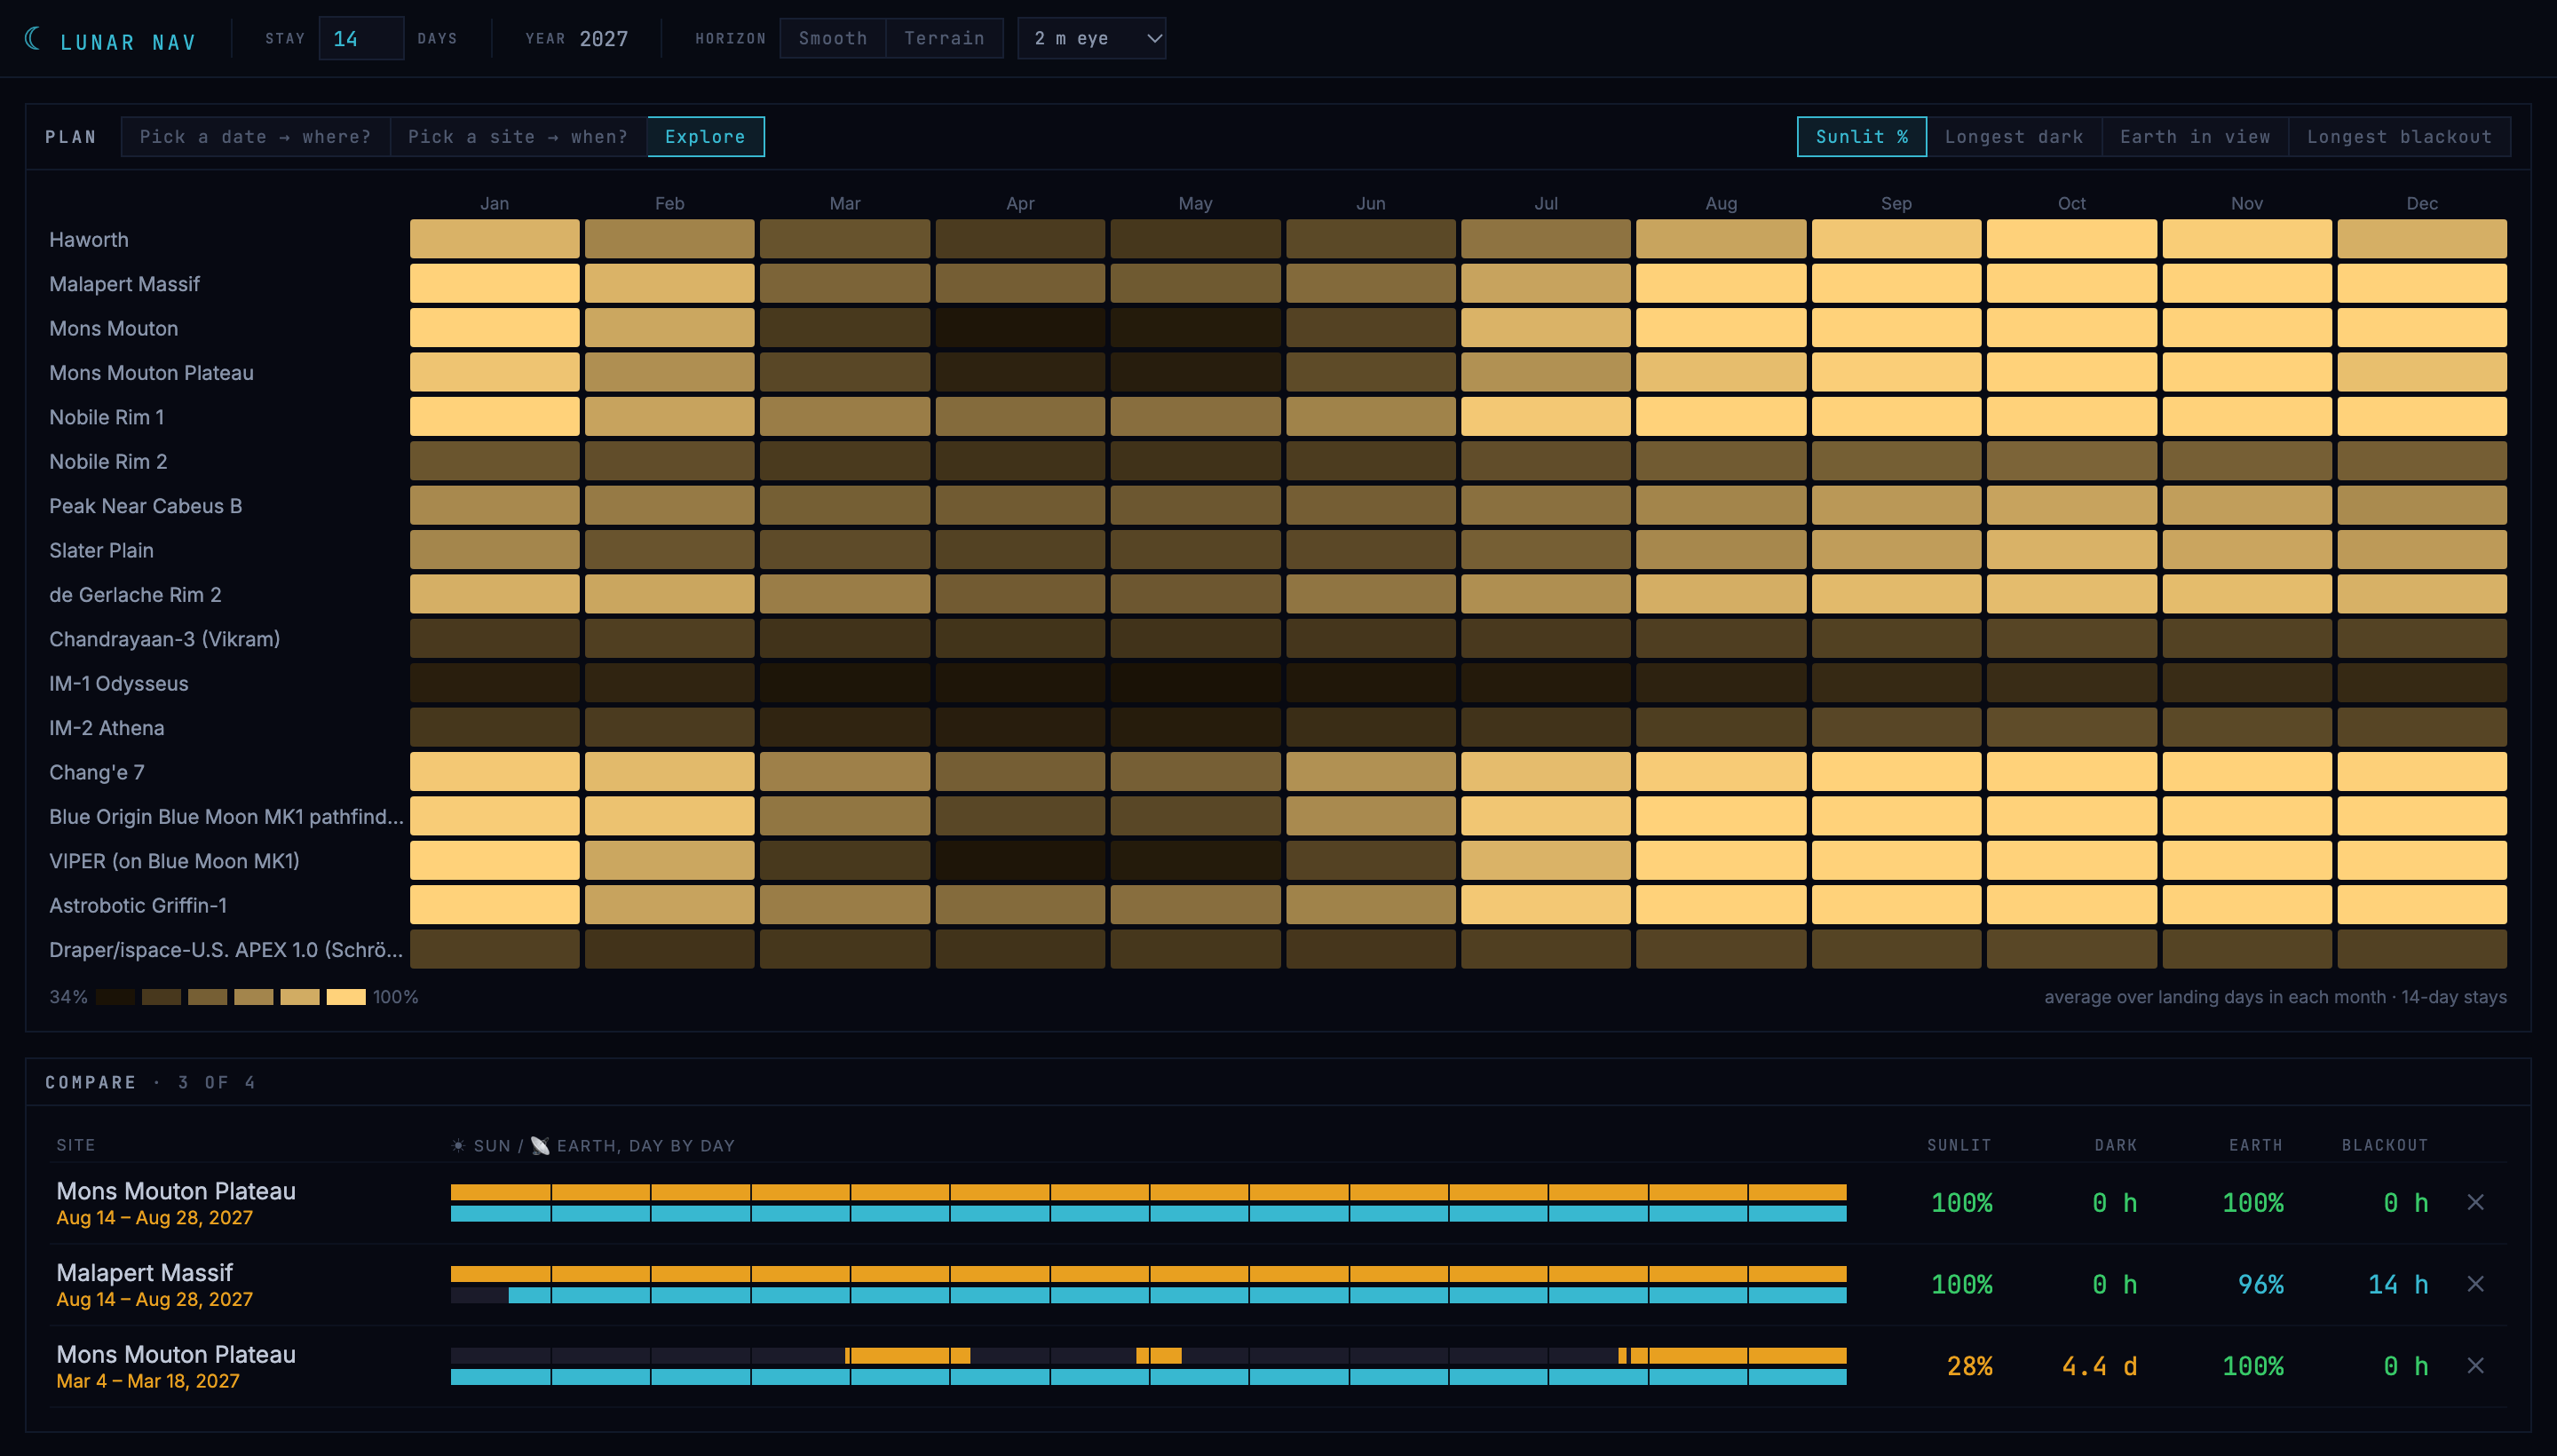 ☾ LUNAR NAV STAY 14 DAYS YEAR 2027 HORIZON Smooth Terrain 2 m eye
PLAN Pick a date → where? Pick a site → when? Explore Sunlit % Longest dark Earth in view Longest blackout
Jan Feb Mar Apr May Jun Jul Aug Sep Oct Nov Dec
Haworth
Malapert Massif
Mons Mouton
Mons Mouton Plateau
Nobile Rim 1
Nobile Rim 2
Peak Near Cabeus B
Slater Plain
de Gerlache Rim 2
Chandrayaan-3 (Vikram)
IM-1 Odysseus
IM-2 Athena
Chang'e 7
Blue Origin Blue Moon MK1 pathfind...
VIPER (on Blue Moon MK1)
Astrobotic Griffin-1
Draper/ispace-U.S. APEX 1.0 (Schrö...
34% 100% average over landing days in each month · 14-day stays
COMPARE · 3 OF 4
SITE ☀ SUN / 📡 EARTH, DAY BY DAY SUNLIT DARK EARTH BLACKOUT
Mons Mouton Plateau
Aug 14 – Aug 28, 2027
100% 0 h 100% 0 h ×
Malapert Massif
Aug 14 – Aug 28, 2027
100% 0 h 96% 14 h ×
Mons Mouton Plateau
Mar 4 – Mar 18, 2027
28% 4.4 d 100% 0 h ×